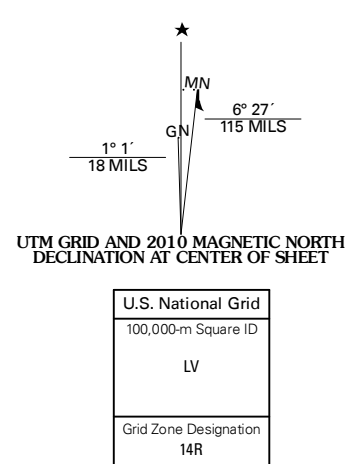 ★
MN
6° 27´
115 MILS
GN
1° 1´
18 MILS
UTM GRID AND 2010 MAGNETIC NORTH
DECLINATION AT CENTER OF SHEET
U.S. National Grid
100,000-m Square ID
LV
Grid Zone Designation
14R